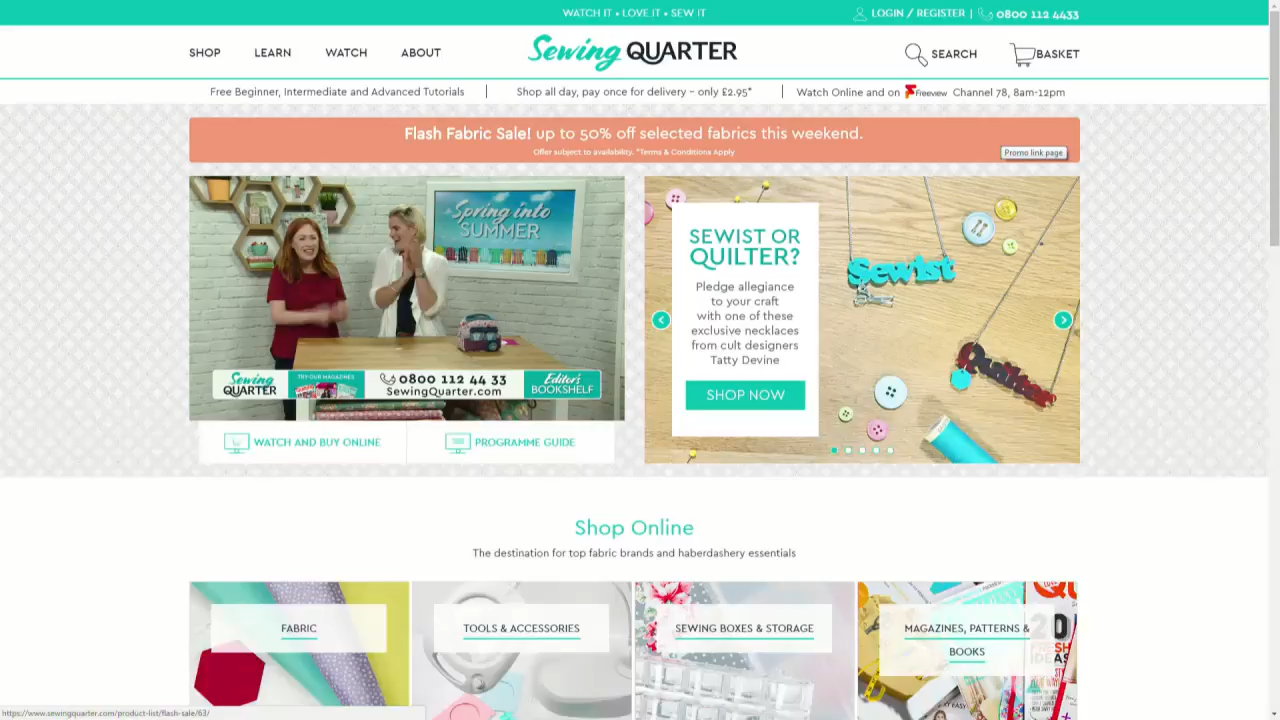 WATCH IT • LOVE IT • SEW IT
LOGIN / REGISTER | 0800 112 4433
SHOP LEARN WATCH ABOUT
Sewing QUARTER
SEARCH BASKET
Free Beginner, Intermediate and Advanced Tutorials | Shop all day, pay once for delivery - only £2.95* | Watch Online and on Freeview Channel 78, 8am-12pm
Flash Fabric Sale! up to 50% off selected fabrics this weekend.
Offer subject to availability. *Terms & Conditions Apply
Promo link page
Spring into
SUMMER
Sewing
QUARTER
TRY OUR MAGAZINES
0800 112 44 33
SewingQuarter.com
Editor's
BOOKSHELF
WATCH AND BUY ONLINE
PROGRAMME GUIDE
SEWIST OR
QUILTER?
Pledge allegiance
to your craft
with one of these
exclusive necklaces
from cult designers
Tatty Devine
SHOP NOW
Sewist
Quilter
Shop Online
The destination for top fabric brands and haberdashery essentials
FABRIC
TOOLS & ACCESSORIES
SEWING BOXES & STORAGE
MAGAZINES, PATTERNS &
BOOKS
FRESH
IDEAS
https://www.sewingquarter.com/product-list/flash-sale/63/